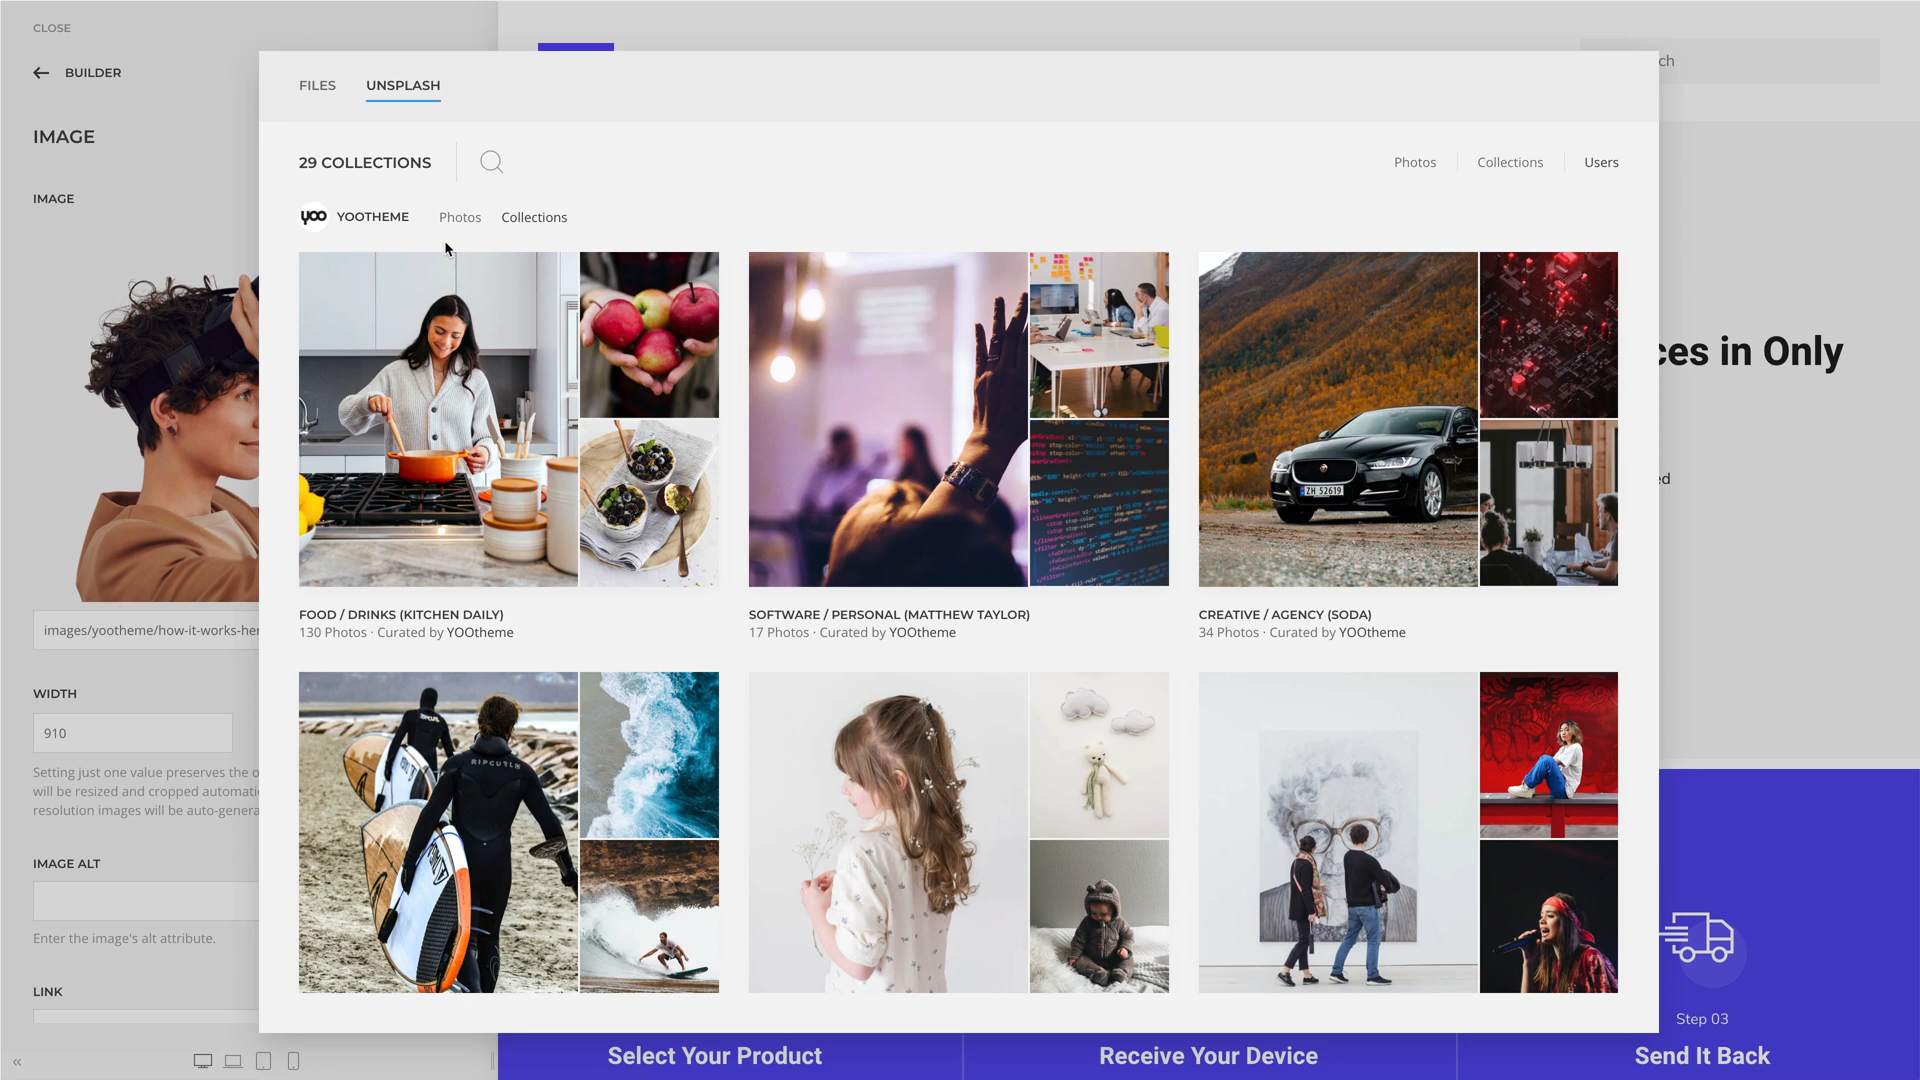 CLOSE
BUILDER
IMAGE
IMAGE
images/yootheme/how-it-works-her
WIDTH
910
Setting just one value preserves the o
will be resized and cropped automati
resolution images will be auto-genera
IMAGE ALT
Enter the image's alt attribute.
LINK
«
FILES UNSPLASH
29 COLLECTIONS
Photos Collections Users
yoo YOOTHEME Photos Collections
ZH 52619
FOOD / DRINKS (KITCHEN DAILY)
130 Photos · Curated by YOOtheme
SOFTWARE / PERSONAL (MATTHEW TAYLOR)
17 Photos · Curated by YOOtheme
CREATIVE / AGENCY (SODA)
34 Photos · Curated by YOOtheme
RIPCURL
ch
ces in Only
ed
Step 03
Select Your Product
Receive Your Device
Send It Back